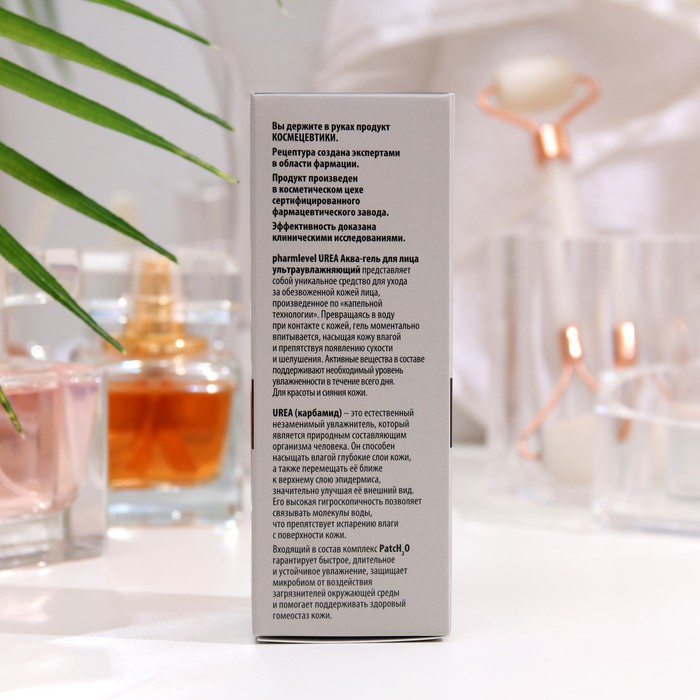 Вы держите в руках продукт
КОСМЕЦЕВТИКИ.
Рецептура создана экспертами
в области фармации.
Продукт произведен
в косметическом цехе
сертифицированного
фармацевтического завода.
Эффективность доказана
клиническими исследованиями.
pharmlevel UREA Аква-гель для лица
ультраувлажняющий представляет
собой уникальное средство для ухода
за обезвоженной кожей лица,
произведенное по «капельной
технологии». Превращаясь в воду
при контакте с кожей, гель моментально
впитывается, насыщая кожу влагой
и препятствуя появлению сухости
и шелушения. Активные вещества в составе
поддерживают необходимый уровень
увлажненности в течение всего дня.
Для красоты и сияния кожи.
UREA (карбамид) – это естественный
незаменимый увлажнитель, который
является природным составляющим
организма человека. Он способен
насыщать влагой глубокие слои кожи,
а также перемещать её ближе
к верхнему слою эпидермиса,
значительно улучшая её внешний вид.
Его высокая гигроскопичность позволяет
связывать молекулы воды,
что препятствует испарению влаги
с поверхности кожи.
Входящий в состав комплекс PatcH₂O
гарантирует быстрое, длительное
и устойчивое увлажнение, защищает
микробиом от воздействия
загрязнителей окружающей среды
и помогает поддерживать здоровый
гомеостаз кожи.